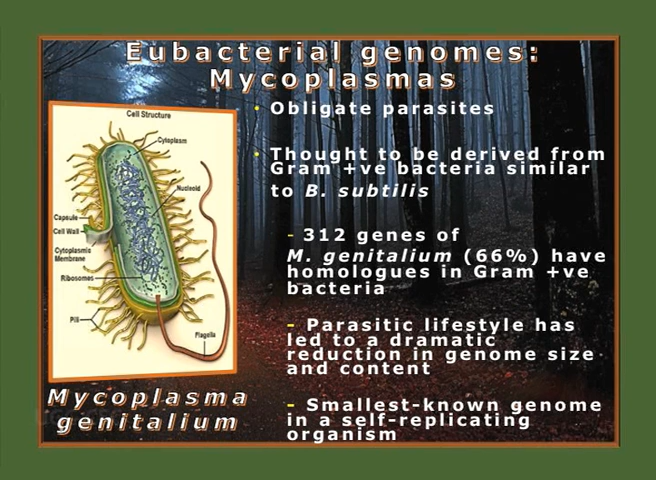 Eubacterial genomes:
Mycoplasmas
Cell Structure
Cytoplasm
Nucleoid
Capsule
Cell Wall
Cytoplasmic
Membrane
Ribosomes
Pili
Flagella
Mycoplasma
genitalium
• Obligate parasites
• Thought to be derived from
Gram +ve bacteria similar
to B. subtilis
- 312 genes of
M. genitalium (66%) have
homologues in Gram +ve
bacteria
- Parasitic lifestyle has
led to a dramatic
reduction in genome size
and content
- Smallest-known genome
in a self-replicating
organism